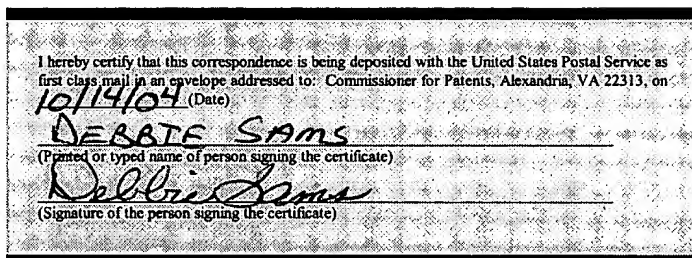 I hereby certify that this correspondence is being deposited with the United States Postal Service as
first class mail in an envelope addressed to: Commissioner for Patents, Alexandria, VA 22313, on
10/14/04 (Date)
DEBBIE SAMS
(Printed or typed name of person signing the certificate)
Debbie Sams
(Signature of the person signing the certificate)